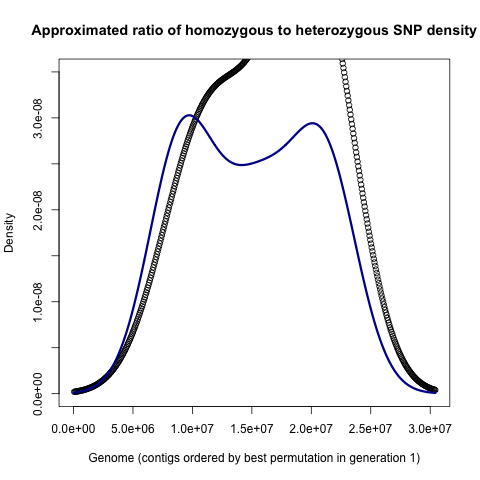 Approximated ratio of homozygous to heterozygous SNP density
Density
3.0e-08
2.0e-08
1.0e-08
0.0e+00
0.0e+00 5.0e+06 1.0e+07 1.5e+07 2.0e+07 2.5e+07 3.0e+07
Genome (contigs ordered by best permutation in generation 1)